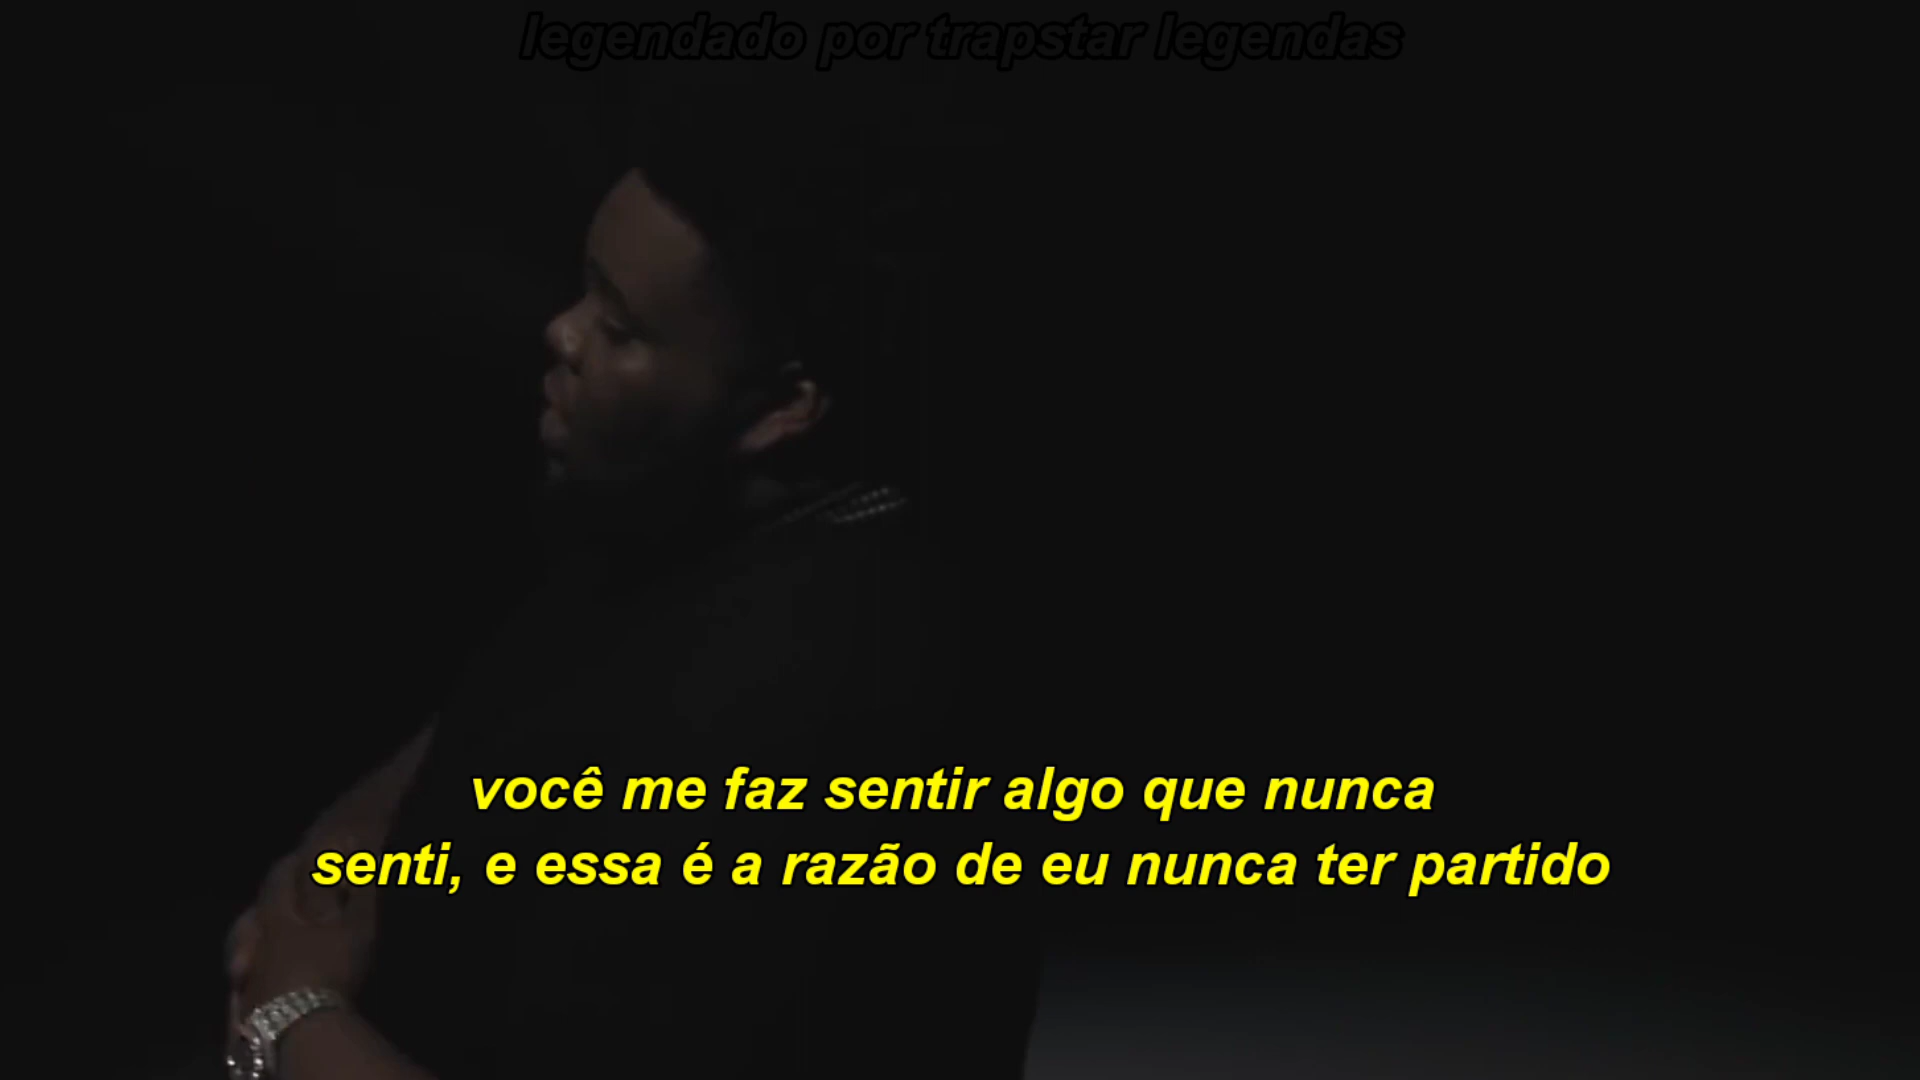 legendado por trapstar legendas
você me faz sentir algo que nunca
senti, e essa é a razão de eu nunca ter partido